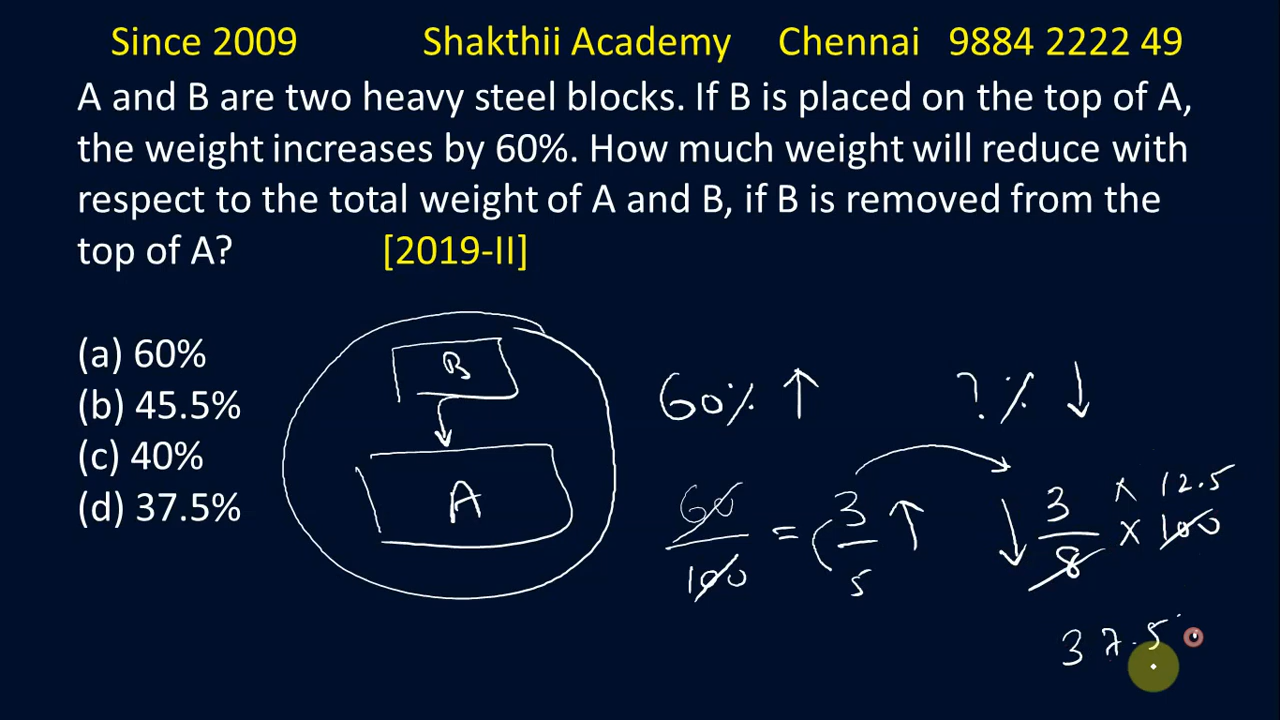 Since 2009 Shakthii Academy Chennai 9884 2222 49
A and B are two heavy steel blocks. If B is placed on the top of A,
the weight increases by 60%. How much weight will reduce with
respect to the total weight of A and B, if B is removed from the
top of A? [2019-II]
(a) 60%
(b) 45.5%
(c) 40%
(d) 37.5%
B
A
60% ↑ ?% ↓
60/100 = 3/5 ↑
↓ 3/8 × 100 × 12.5
37.5